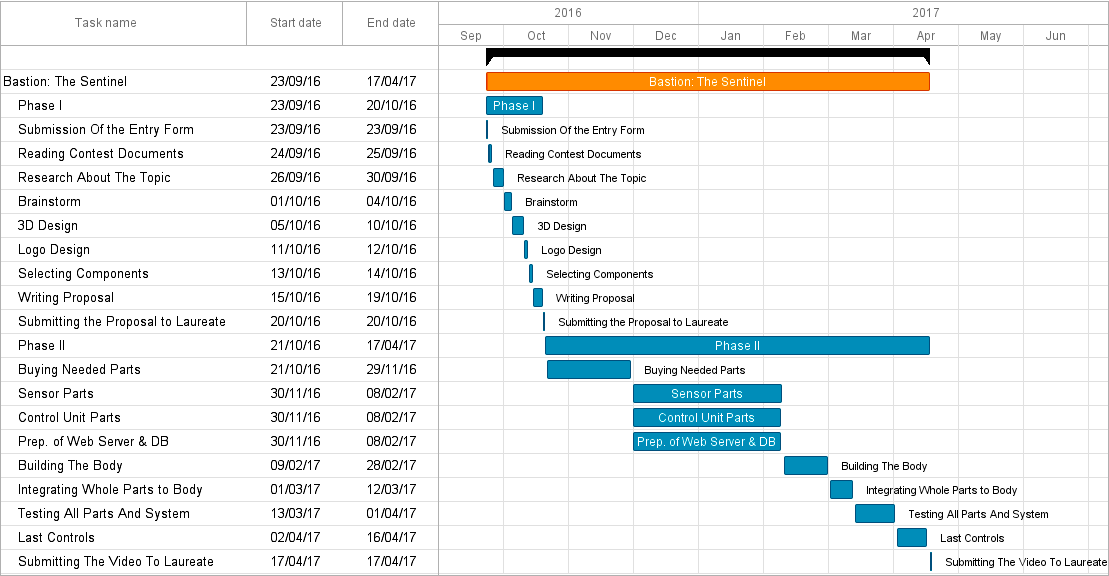 Task name Start date End date 2016 2017
Sep Oct Nov Dec Jan Feb Mar Apr May Jun
Bastion: The Sentinel 23/09/16 17/04/17 Bastion: The Sentinel
Phase I 23/09/16 20/10/16 Phase I
Submission Of the Entry Form 23/09/16 23/09/16 Submission Of the Entry Form
Reading Contest Documents 24/09/16 25/09/16 Reading Contest Documents
Research About The Topic 26/09/16 30/09/16 Research About The Topic
Brainstorm 01/10/16 04/10/16 Brainstorm
3D Design 05/10/16 10/10/16 3D Design
Logo Design 11/10/16 12/10/16 Logo Design
Selecting Components 13/10/16 14/10/16 Selecting Components
Writing Proposal 15/10/16 19/10/16 Writing Proposal
Submitting the Proposal to Laureate 20/10/16 20/10/16 Submitting the Proposal to Laureate
Phase II 21/10/16 17/04/17 Phase II
Buying Needed Parts 21/10/16 29/11/16 Buying Needed Parts
Sensor Parts 30/11/16 08/02/17 Sensor Parts
Control Unit Parts 30/11/16 08/02/17 Control Unit Parts
Prep. of Web Server & DB 30/11/16 08/02/17 Prep. of Web Server & DB
Building The Body 09/02/17 28/02/17 Building The Body
Integrating Whole Parts to Body 01/03/17 12/03/17 Integrating Whole Parts to Body
Testing All Parts And System 13/03/17 01/04/17 Testing All Parts And System
Last Controls 02/04/17 16/04/17 Last Controls
Submitting The Video To Laureate 17/04/17 17/04/17 Submitting The Video To Laureate